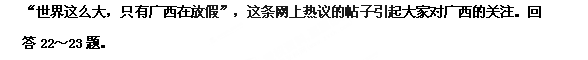 “世界这么大，只有广西在放假”，这条网上热议的帖子引起大家对广西的关注。回
答22～23题。